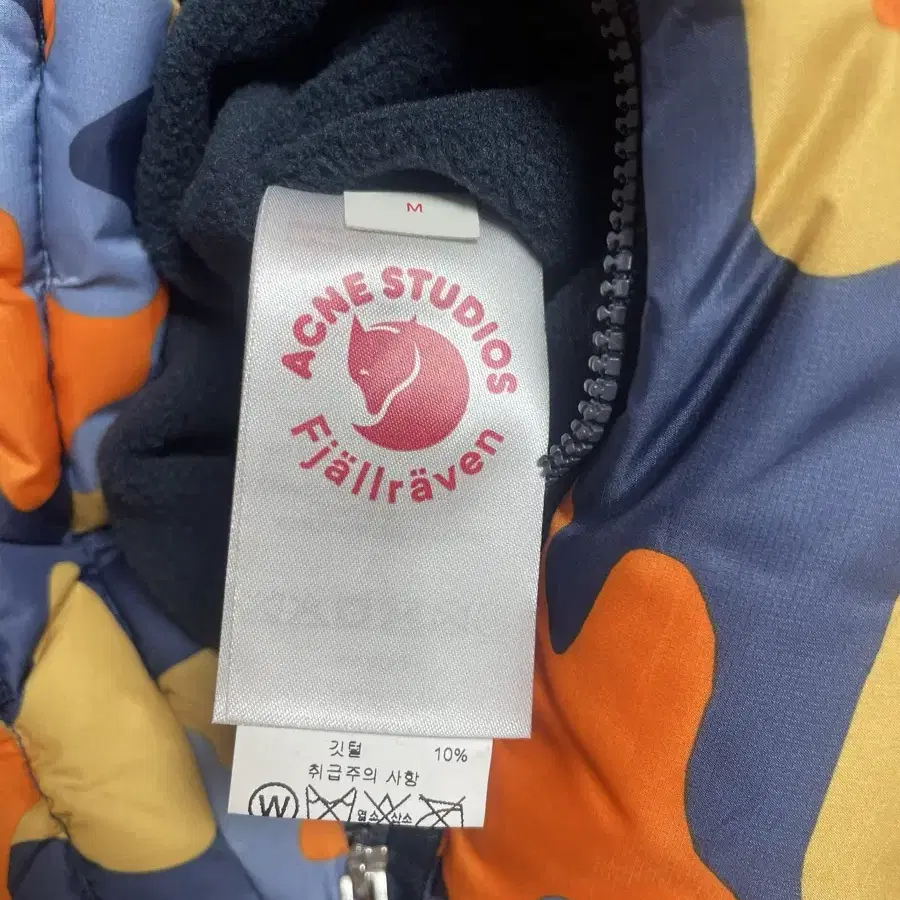 M
ACNE STUDIOS
Fjällräven
깃털 10%
취급주의 사항
W
염소 산소